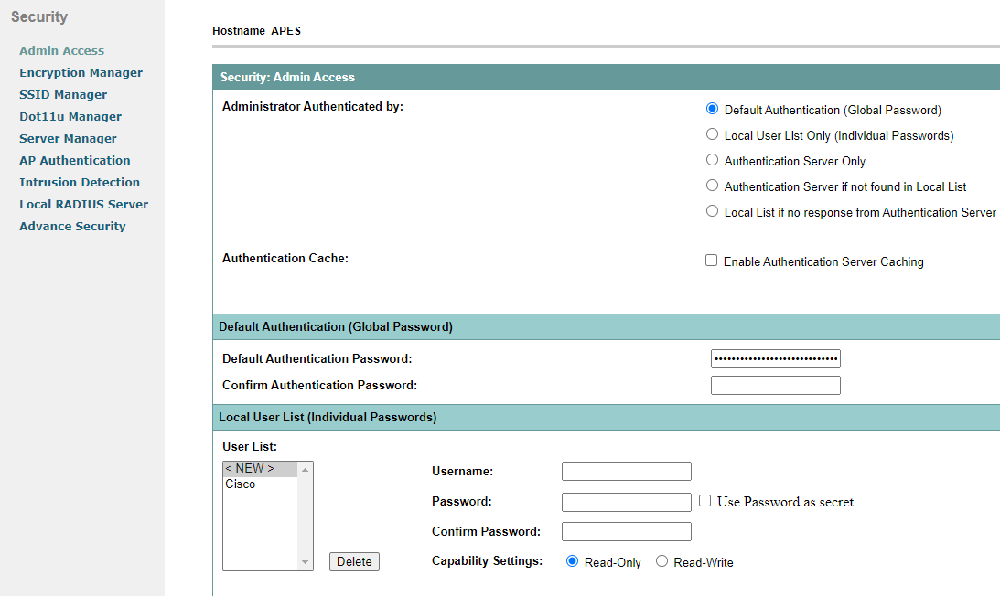 Security
Admin Access
Encryption Manager
SSID Manager
Dot11u Manager
Server Manager
AP Authentication
Intrusion Detection
Local RADIUS Server
Advance Security
Hostname APES
Security: Admin Access
Administrator Authenticated by:
Default Authentication (Global Password)
Local User List Only (Individual Passwords)
Authentication Server Only
Authentication Server if not found in Local List
Local List if no response from Authentication Server
Authentication Cache:
Enable Authentication Server Caching
Default Authentication (Global Password)
Default Authentication Password:
Confirm Authentication Password:
Local User List (Individual Passwords)
User List:
< NEW >
Cisco
Delete
Username:
Password:
Use Password as secret
Confirm Password:
Capability Settings:
Read-Only
Read-Write